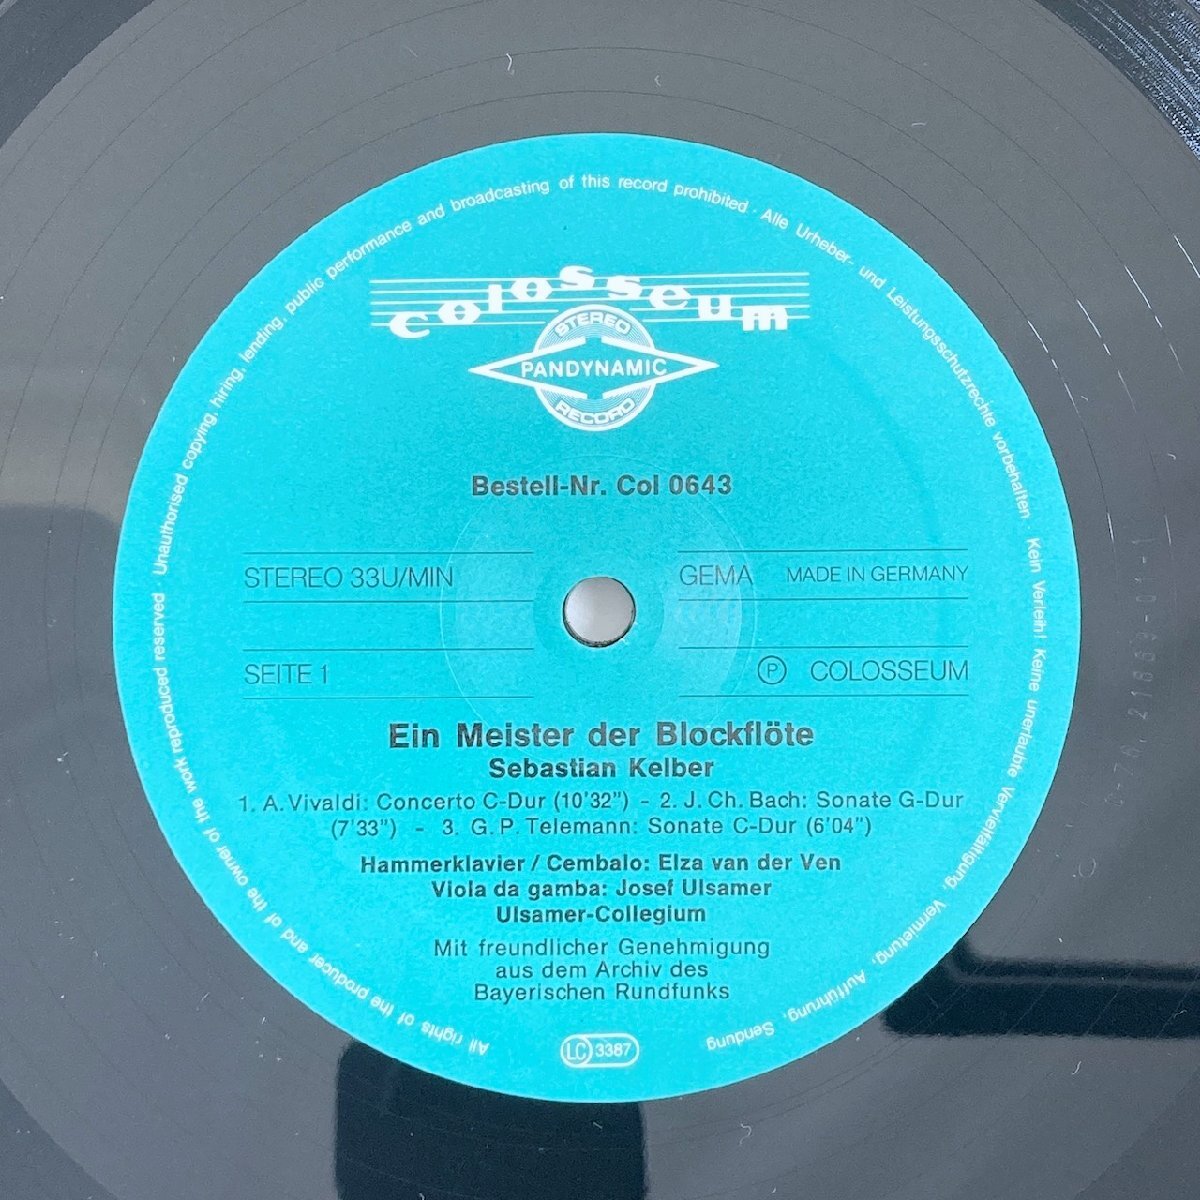 All rights of the producer and of the owner of the work reproduced reserved Unauthorised copying, hiring, lending, public performance and broadcasting of this record prohibited · Alle Urheber- und Leistungsschutzrechte vorbehalten · Kein Verleih! Keine unerlaubte Vervielfältigung, Vermietung, Aufführung, Sendung
colosseum
STEREO
PANDYNAMIC
RECORD
Bestell-Nr. Col 0643
STEREO 33U/MIN
GEMA MADE IN GERMANY
SEITE 1
Ⓟ COLOSSEUM
Ein Meister der Blockflöte
Sebastian Kelber
1. A. Vivaldi: Concerto C-Dur (10'32") - 2. J. Ch. Bach: Sonate G-Dur
(7'33") - 3. G. P. Telemann: Sonate C-Dur (6'04")
Hammerklavier / Cembalo: Elza van der Ven
Viola da gamba: Josef Ulsamer
Ulsamer-Collegium
Mit freundlicher Genehmigung
aus dem Archiv des
Bayerischen Rundfunks
LC 3387